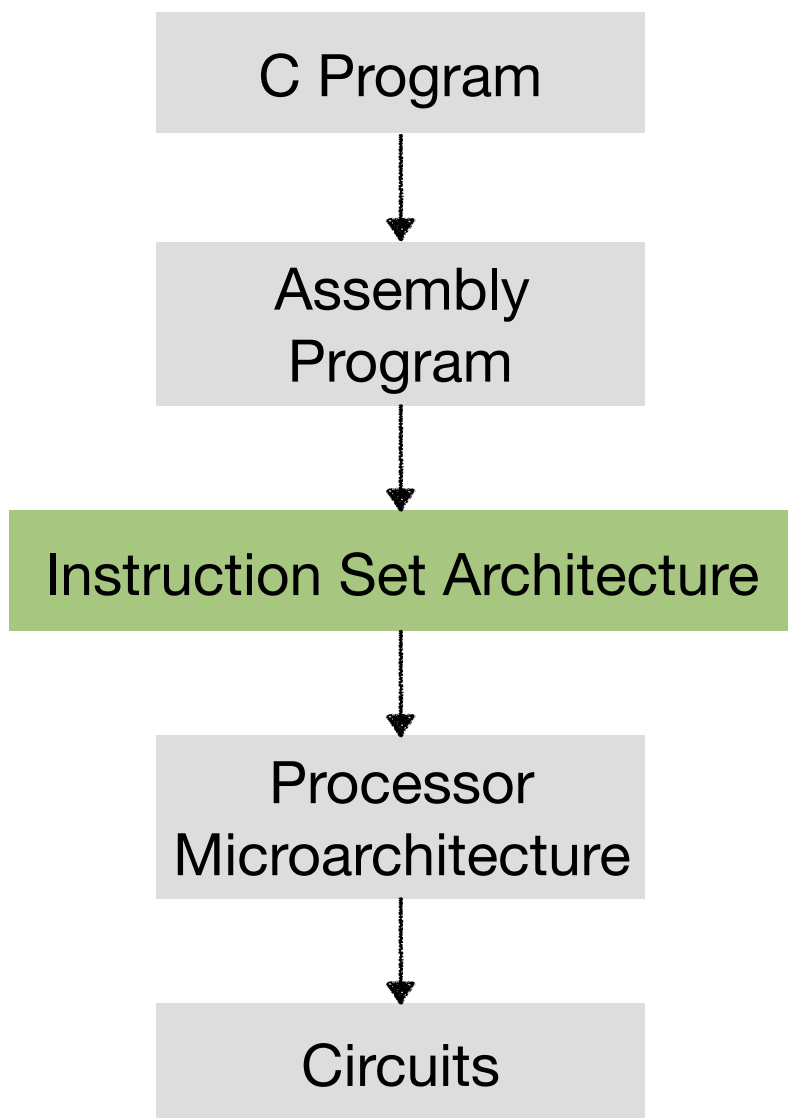 C Program
Assembly
Program
Instruction Set Architecture
Processor
Microarchitecture
Circuits